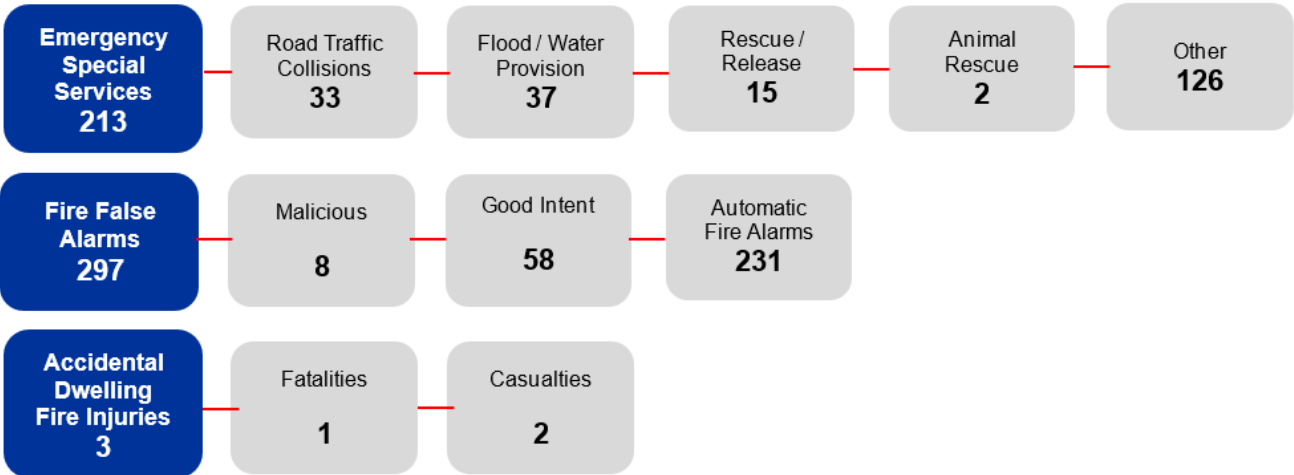 Emergency
Special
Services
213
Road Traffic
Collisions
33
Flood / Water
Provision
37
Rescue /
Release
15
Animal
Rescue
2
Other
126
Fire False
Alarms
297
Malicious
8
Good Intent
58
Automatic
Fire Alarms
231
Accidental
Dwelling
Fire Injuries
3
Fatalities
1
Casualties
2